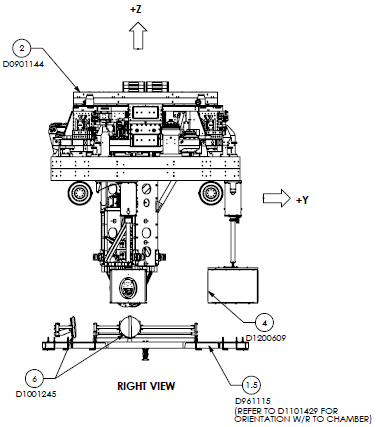 +Z
2
D0901144
+Y
4
D1200609
6
D1001245
RIGHT VIEW
1.5
D961115
(REFER TO D1101429 FOR
ORIENTATION W/R TO CHAMBER)